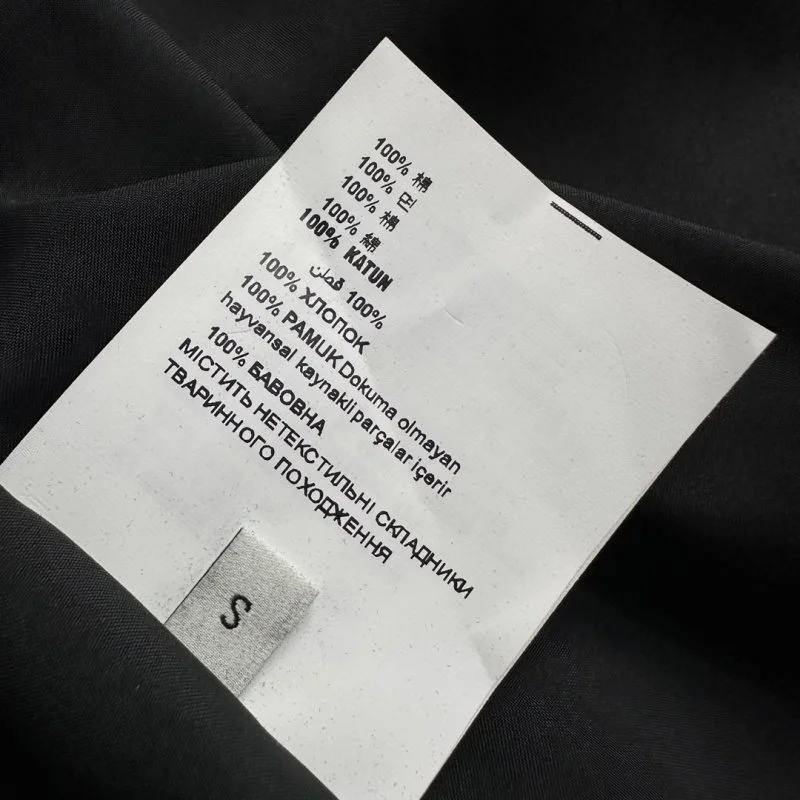 100% 棉
100% 면
100% 棉
100% 綿
100% KATUN
100% قطن
100% ХЛОПОК
100% PAMUK Dokuma olmayan
hayvansal kaynakli parçalar içerir
100% БАВОВНА
МІСТИТЬ НЕТЕКСТИЛЬНІ СКЛАДНИКИ
ТВАРИННОГО ПОХОДЖЕННЯ
S